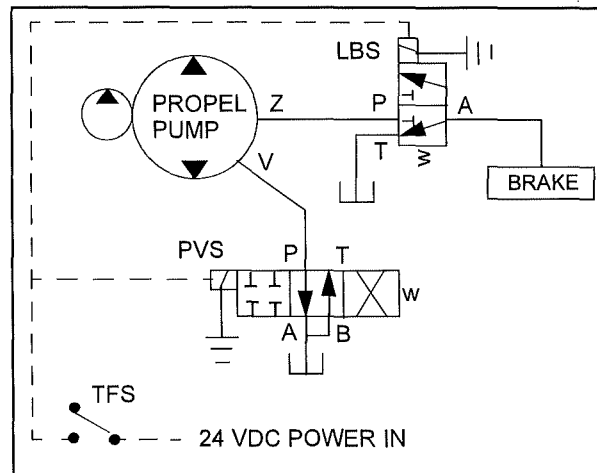 LBS
PROPEL
PUMP
Z
P
A
T
w
V
BRAKE
PVS
P
T
w
A
B
TFS
24 VDC POWER IN